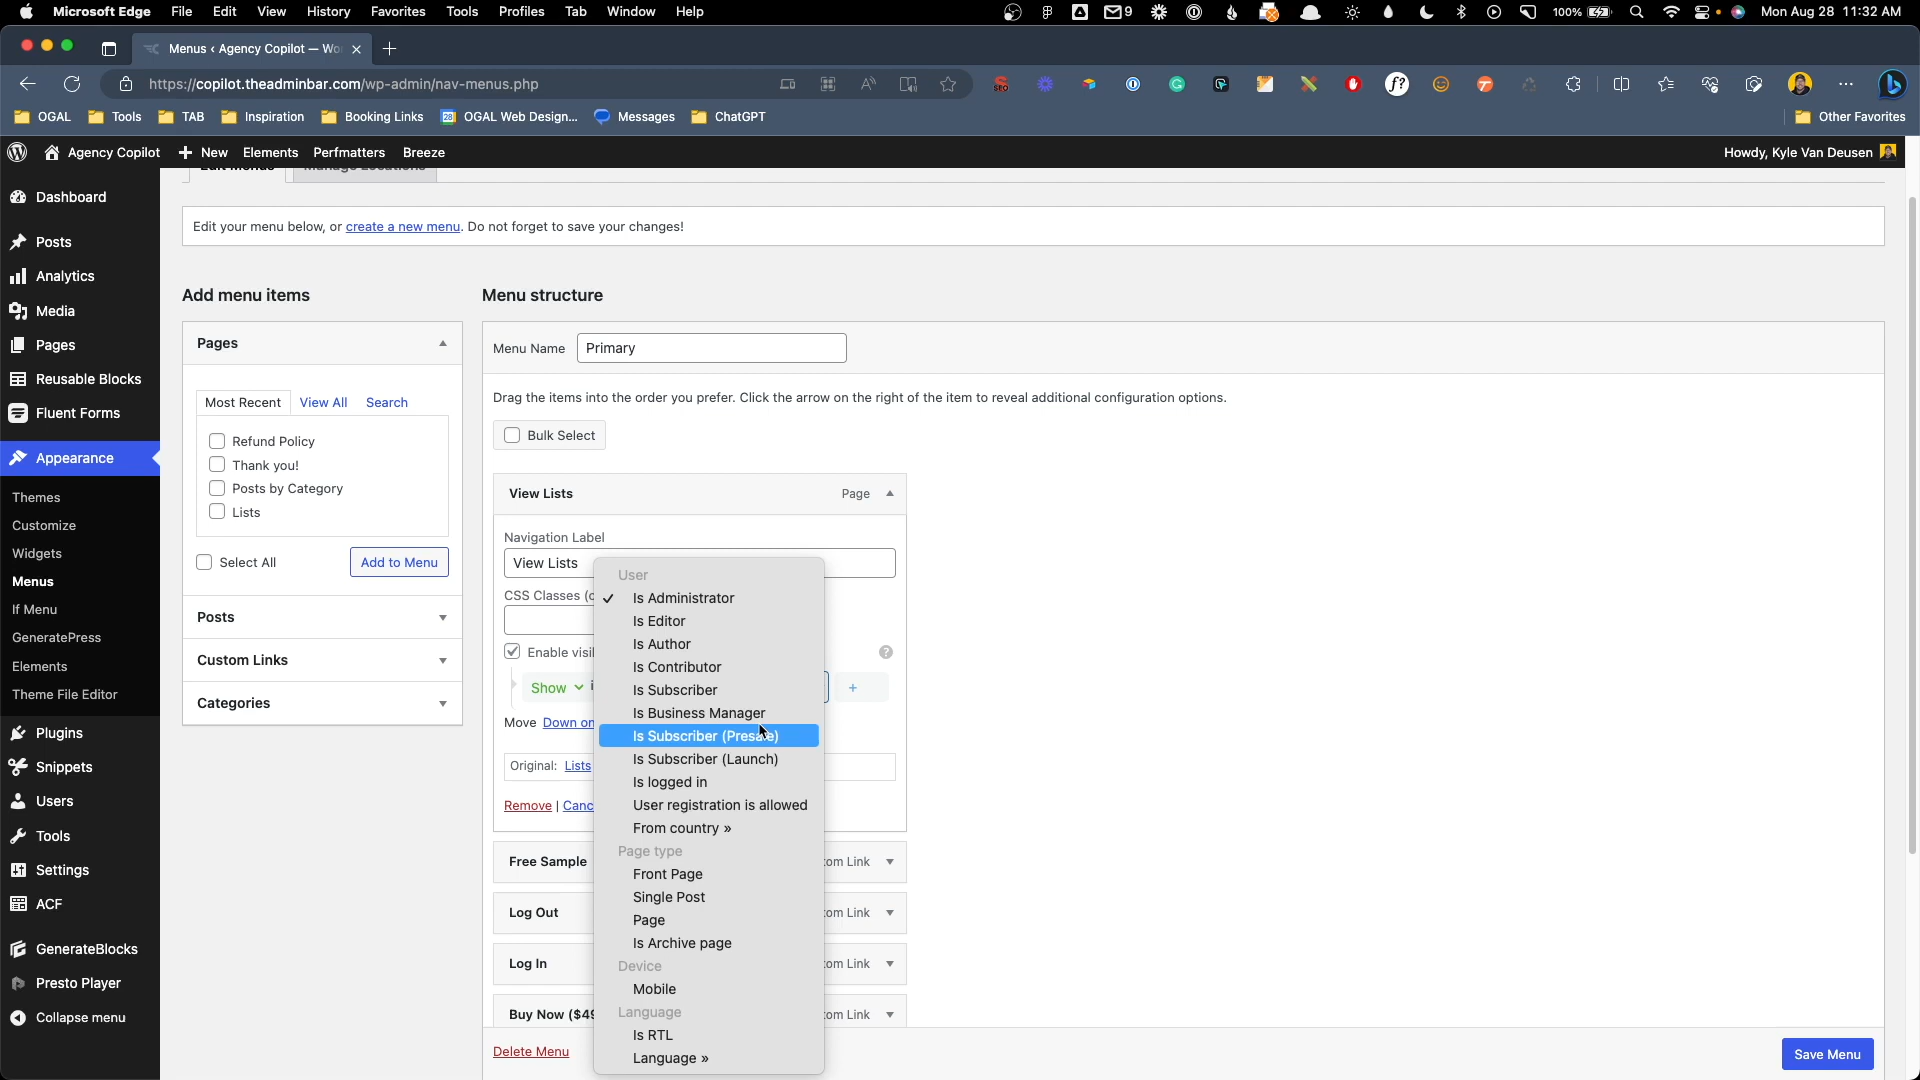 Microsoft Edge File Edit View History Favorites Tools Profiles Tab Window Help 9 100% Mon Aug 28 11:32 AM
Menus ‹ Agency Copilot — Wo
https://copilot.theadminbar.com/wp-admin/nav-menus.php
OGAL Tools TAB Inspiration Booking Links 28 OGAL Web Design... Messages ChatGPT Other Favorites
Agency Copilot New Elements Perfmatters Breeze Howdy, Kyle Van Deusen
Dashboard
Posts
Analytics
Media
Pages
Reusable Blocks
Fluent Forms
Appearance
Themes
Customize
Widgets
Menus
If Menu
GeneratePress
Elements
Theme File Editor
Plugins
Snippets
Users
Tools
Settings
ACF
GenerateBlocks
Presto Player
Collapse menu
Edit Menus Manage Locations
Edit your menu below, or create a new menu. Do not forget to save your changes!
Add menu items
Pages
Most Recent View All Search
Refund Policy
Thank you!
Posts by Category
Lists
Select All Add to Menu
Posts
Custom Links
Categories
Menu structure
Menu Name Primary
Drag the items into the order you prefer. Click the arrow on the right of the item to reveal additional configuration options.
Bulk Select
View Lists Page
Navigation Label
View Lists
CSS Classes (
Enable visi ?
Show +
Move Down on
Original: Lists
Remove | Canc
Free Sample om Link
Log Out om Link
Log In om Link
Buy Now ($49 om Link
Delete Menu Save Menu
User
✓ Is Administrator
Is Editor
Is Author
Is Contributor
Is Subscriber
Is Business Manager
Is Subscriber (Presale)
Is Subscriber (Launch)
Is logged in
User registration is allowed
From country »
Page type
Front Page
Single Post
Page
Is Archive page
Device
Mobile
Language
Is RTL
Language »